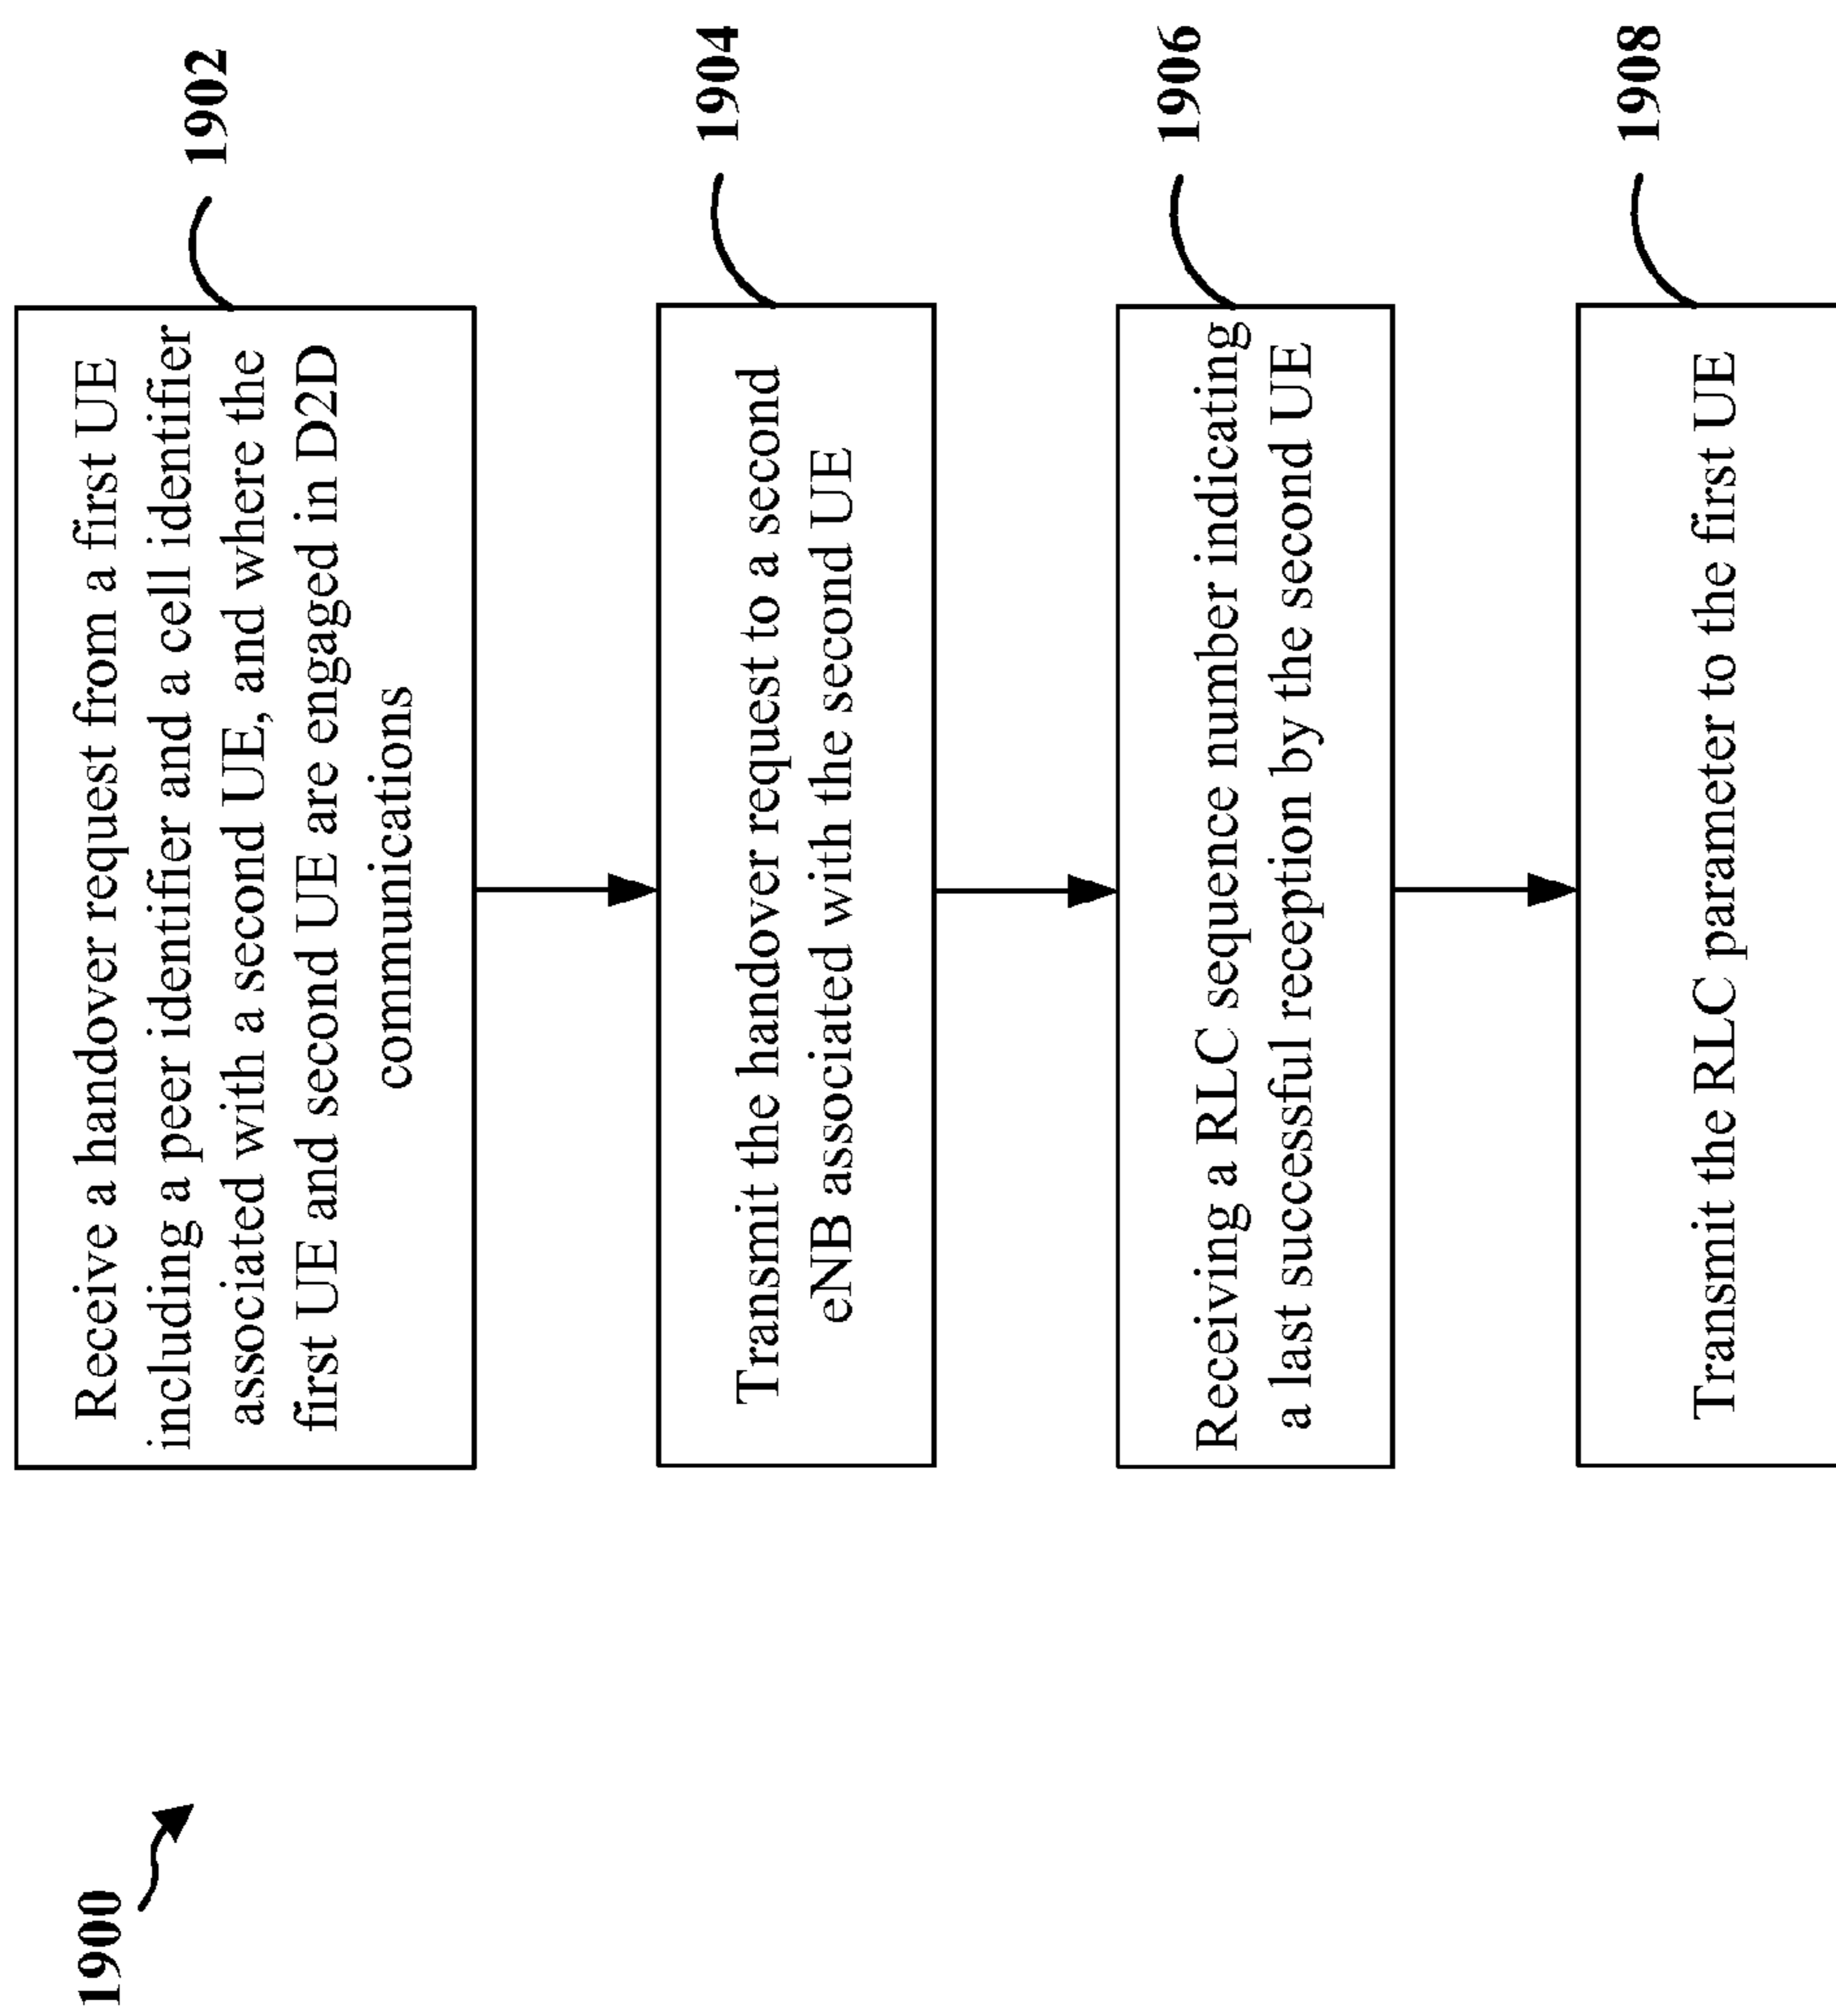 1900
Receive a handover request from a first UE
including a peer identifier and a cell identifier
associated with a second UE, and where the
first UE and second UE are engaged in D2D
communications
1902
Transmit the handover request to a second
eNB associated with the second UE
1904
Receiving a RLC sequence number indicating
a last successful reception by the second UE
1906
Transmit the RLC parameter to the first UE
1908